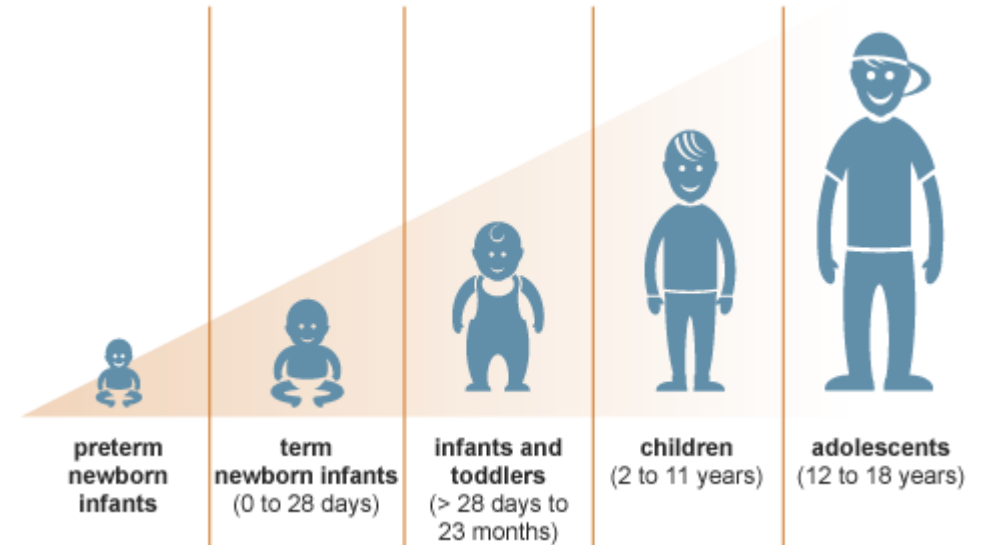 preterm
newborn
infants
term
newborn infants
(0 to 28 days)
infants and
toddlers
(> 28 days to
23 months)
children
(2 to 11 years)
adolescents
(12 to 18 years)